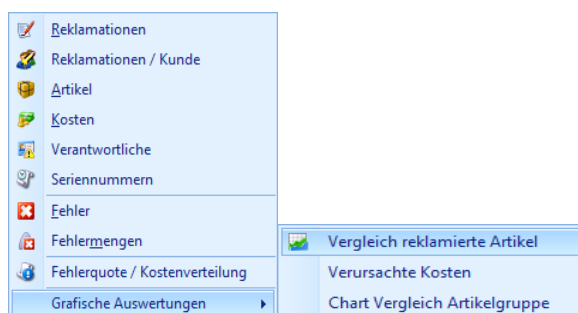 Reklamationen
Reklamationen / Kunde
Artikel
Kosten
Verantwortliche
Seriennummern
Fehler
Fehlermengen
Fehlerquote / Kostenverteilung
Grafische Auswertungen
Vergleich reklamierte Artikel
Verursachte Kosten
Chart Vergleich Artikelgruppe